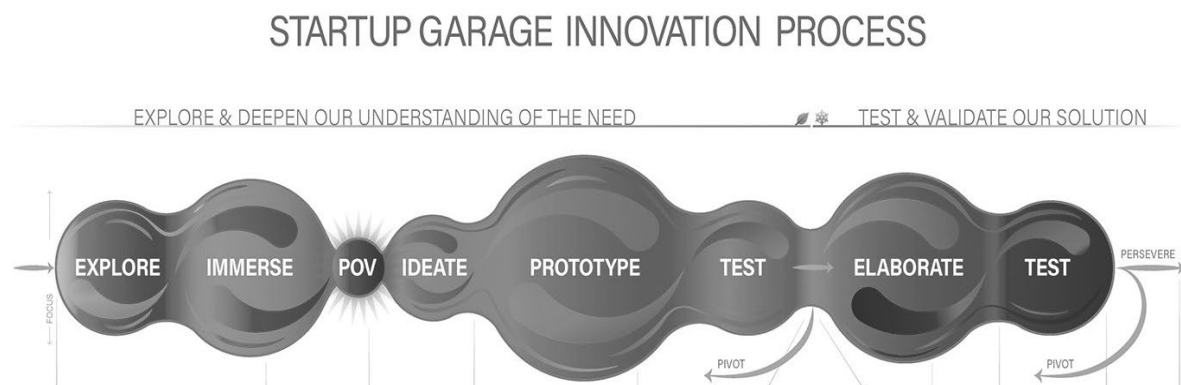 STARTUP GARAGE INNOVATION PROCESS
EXPLORE & DEEPEN OUR UNDERSTANDING OF THE NEED
TEST & VALIDATE OUR SOLUTION
EXPLORE
IMMERSE
POV
IDEATE
PROTOTYPE
TEST
ELABORATE
TEST
PERSEVERE
FOCUS
PIVOT
PIVOT